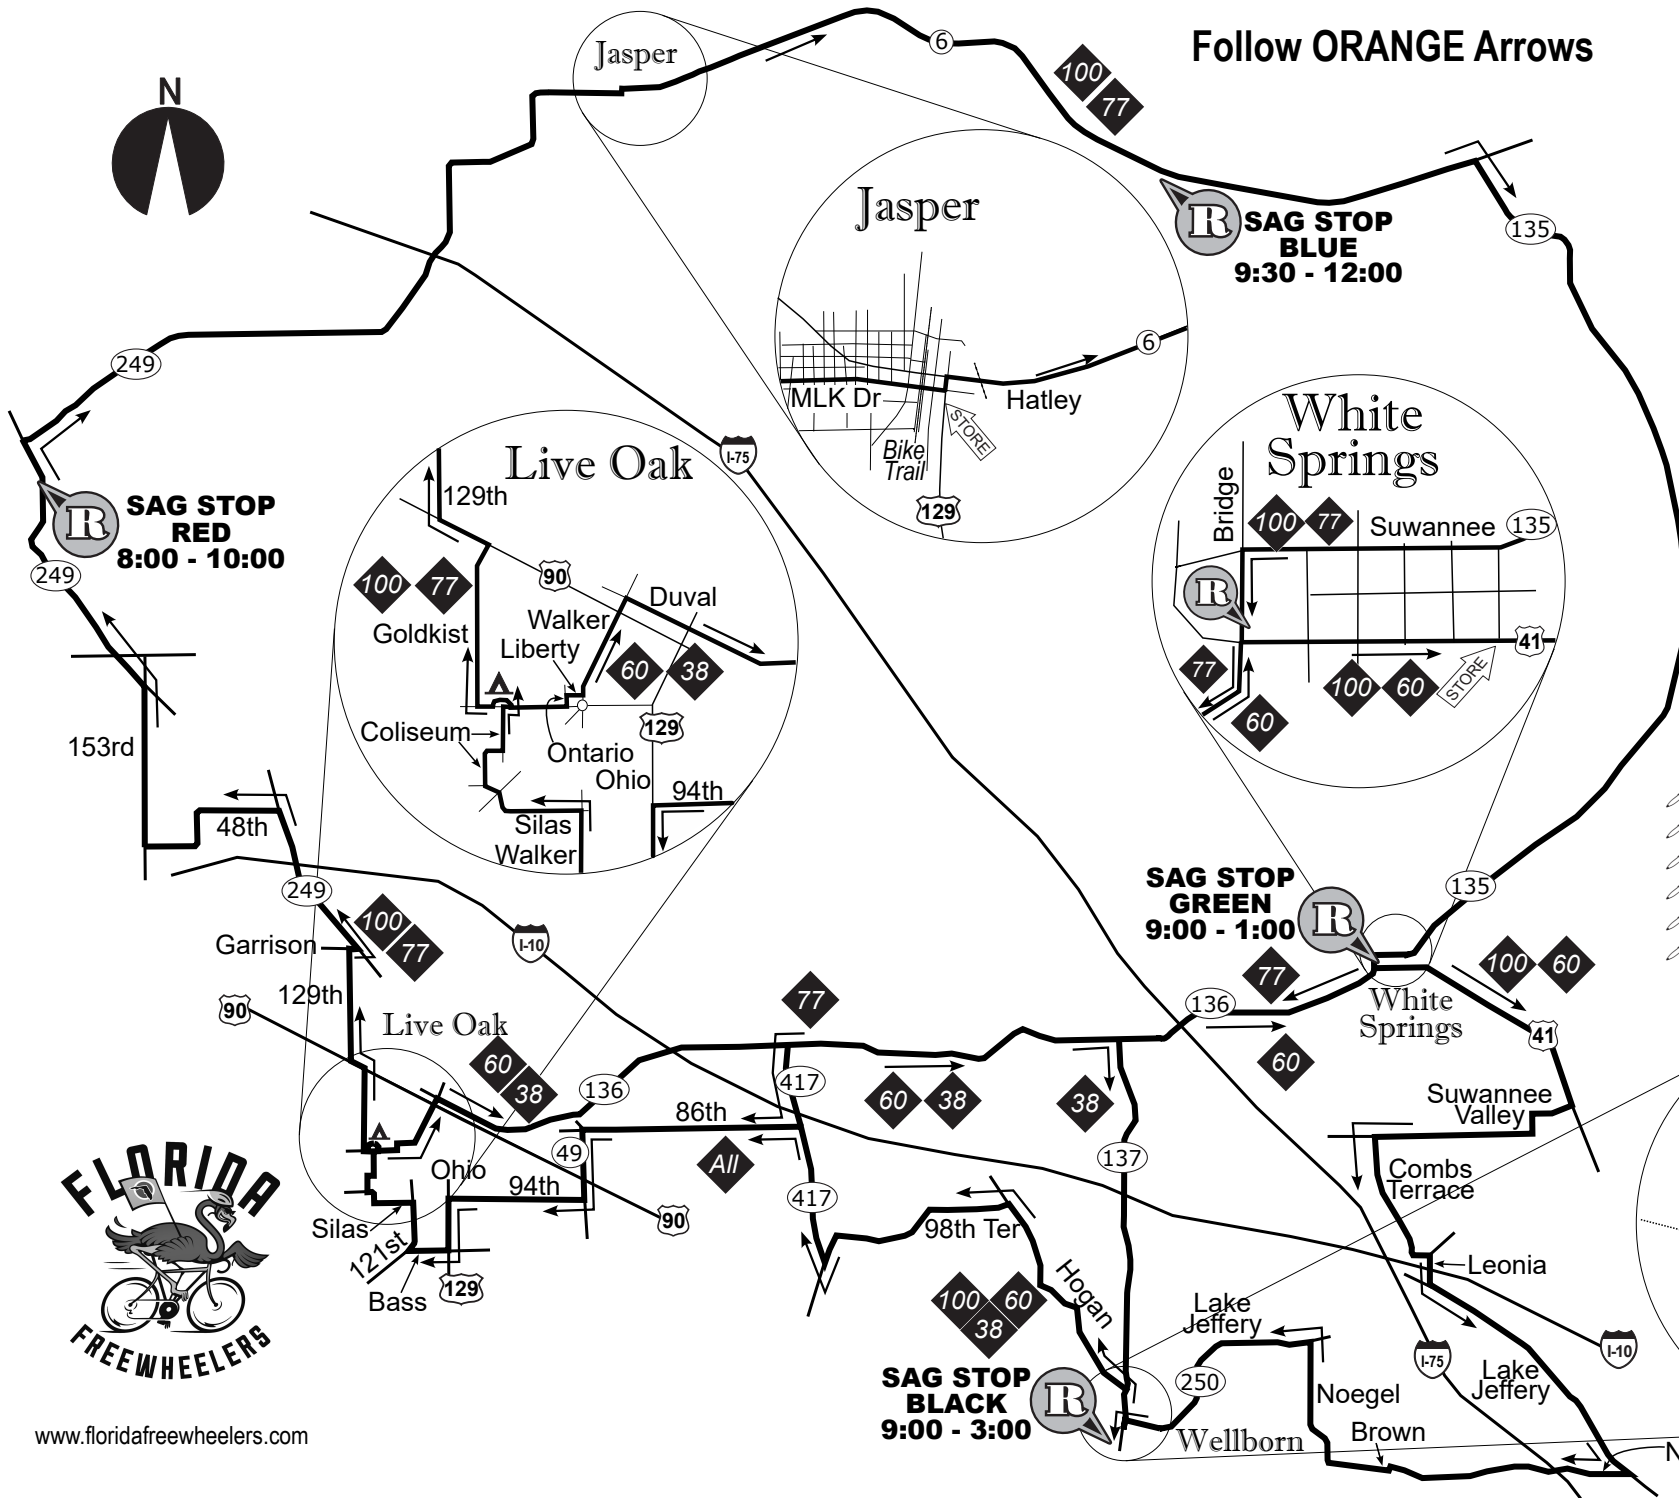 Follow ORANGE Arrows
N
Jasper
6
100
77
135
SAG STOP
BLUE
9:30 - 12:00
R
Jasper
6
MLK Dr
Hatley
STORE
Bike
Trail
129
249
I-75
R
SAG STOP
RED
8:00 - 10:00
249
Live Oak
129th
90
100
77
Goldkist
Walker
Duval
Liberty
60
38
129
Coliseum
Ontario
Ohio
94th
Silas
Walker
White
Springs
Bridge
100
77
Suwannee
135
R
41
77
100
60
STORE
60
153rd
48th
249
Garrison
100
77
I-10
129th
90
Live Oak
60
38
136
77
417
60
38
38
86th
All
49
Ohio
94th
417
90
Silas
121st
Bass
129
SAG STOP
GREEN
9:00 - 1:00
R
135
77
136
100
60
White
Springs
60
41
Suwannee
Valley
Combs
Terrace
137
98th Ter
Leonia
Hogan
100
60
38
Lake
Jeffery
I-75
I-10
Lake
Jeffery
SAG STOP
BLACK
9:00 - 3:00
R
250
Noegel
Wellborn
Brown
N
FLORIDA
FREEWHEELERS
www.floridafreewheelers.com